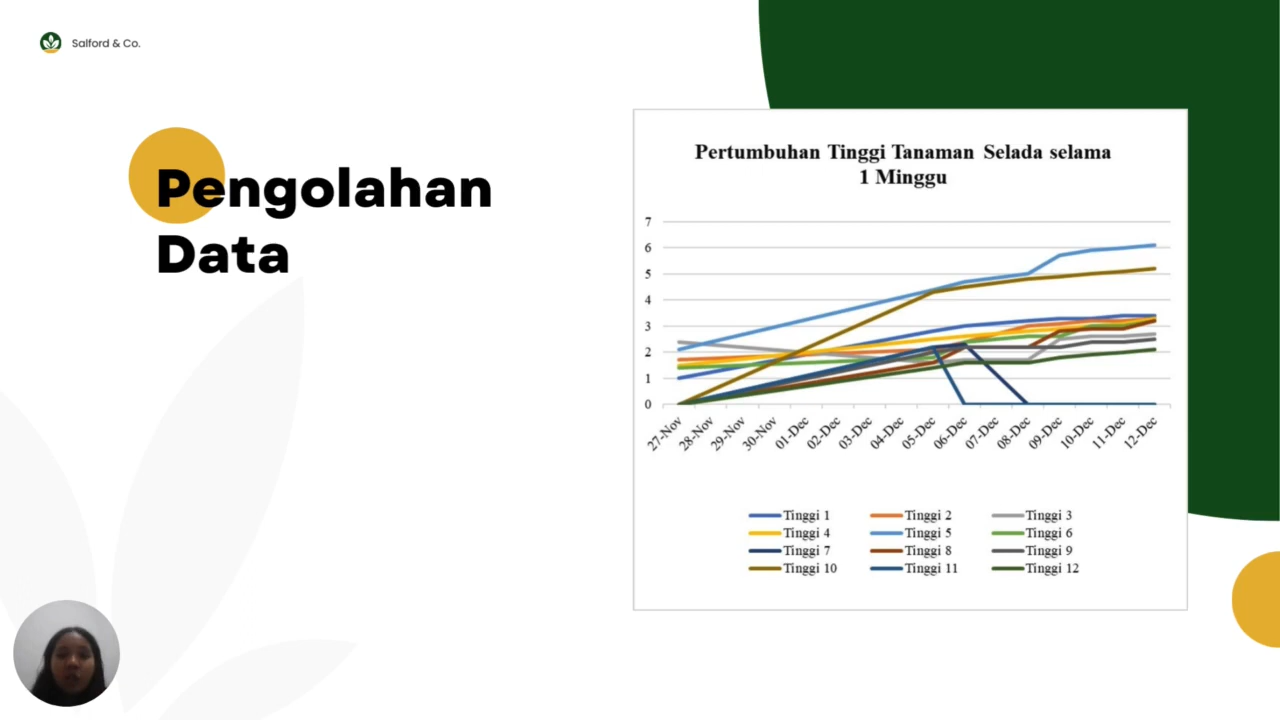 Salford & Co.
Pengolahan
Data
Pertumbuhan Tinggi Tanaman Selada selama
1 Minggu
7
6
5
4
3
2
1
0
27-Nov 28-Nov 29-Nov 30-Nov 01-Dec 02-Dec 03-Dec 04-Dec 05-Dec 06-Dec 07-Dec 08-Dec 09-Dec 10-Dec 11-Dec 12-Dec
Tinggi 1 Tinggi 2 Tinggi 3
Tinggi 4 Tinggi 5 Tinggi 6
Tinggi 7 Tinggi 8 Tinggi 9
Tinggi 10 Tinggi 11 Tinggi 12